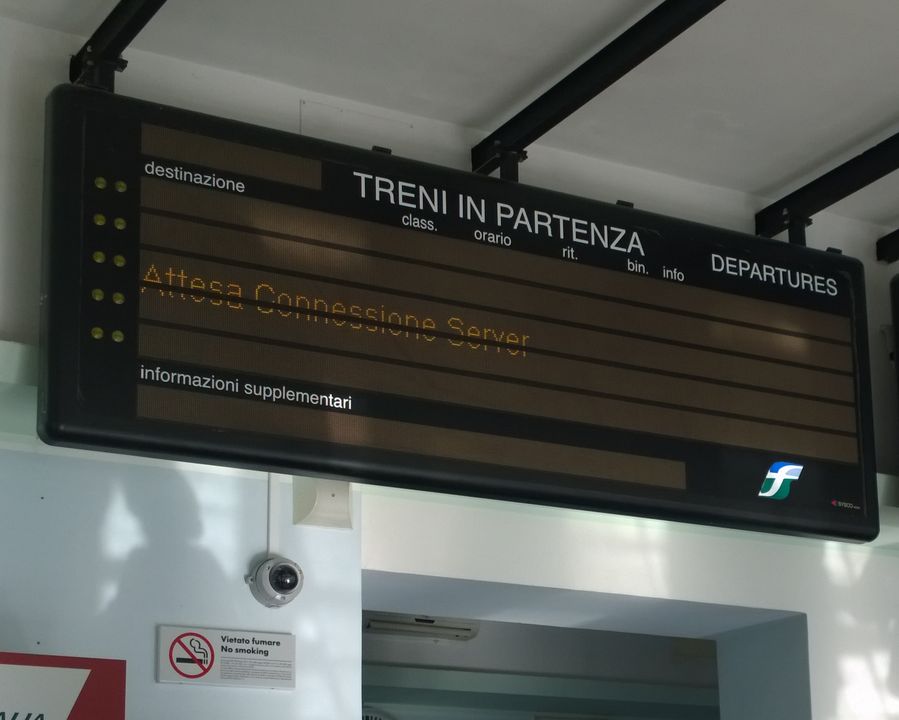 TRENI IN PARTENZA
DEPARTURES
destinazione
class.
orario
rit.
bin.
info
Attesa Connessione Server
informazioni supplementari
SYSCO
Vietato fumare
No smoking